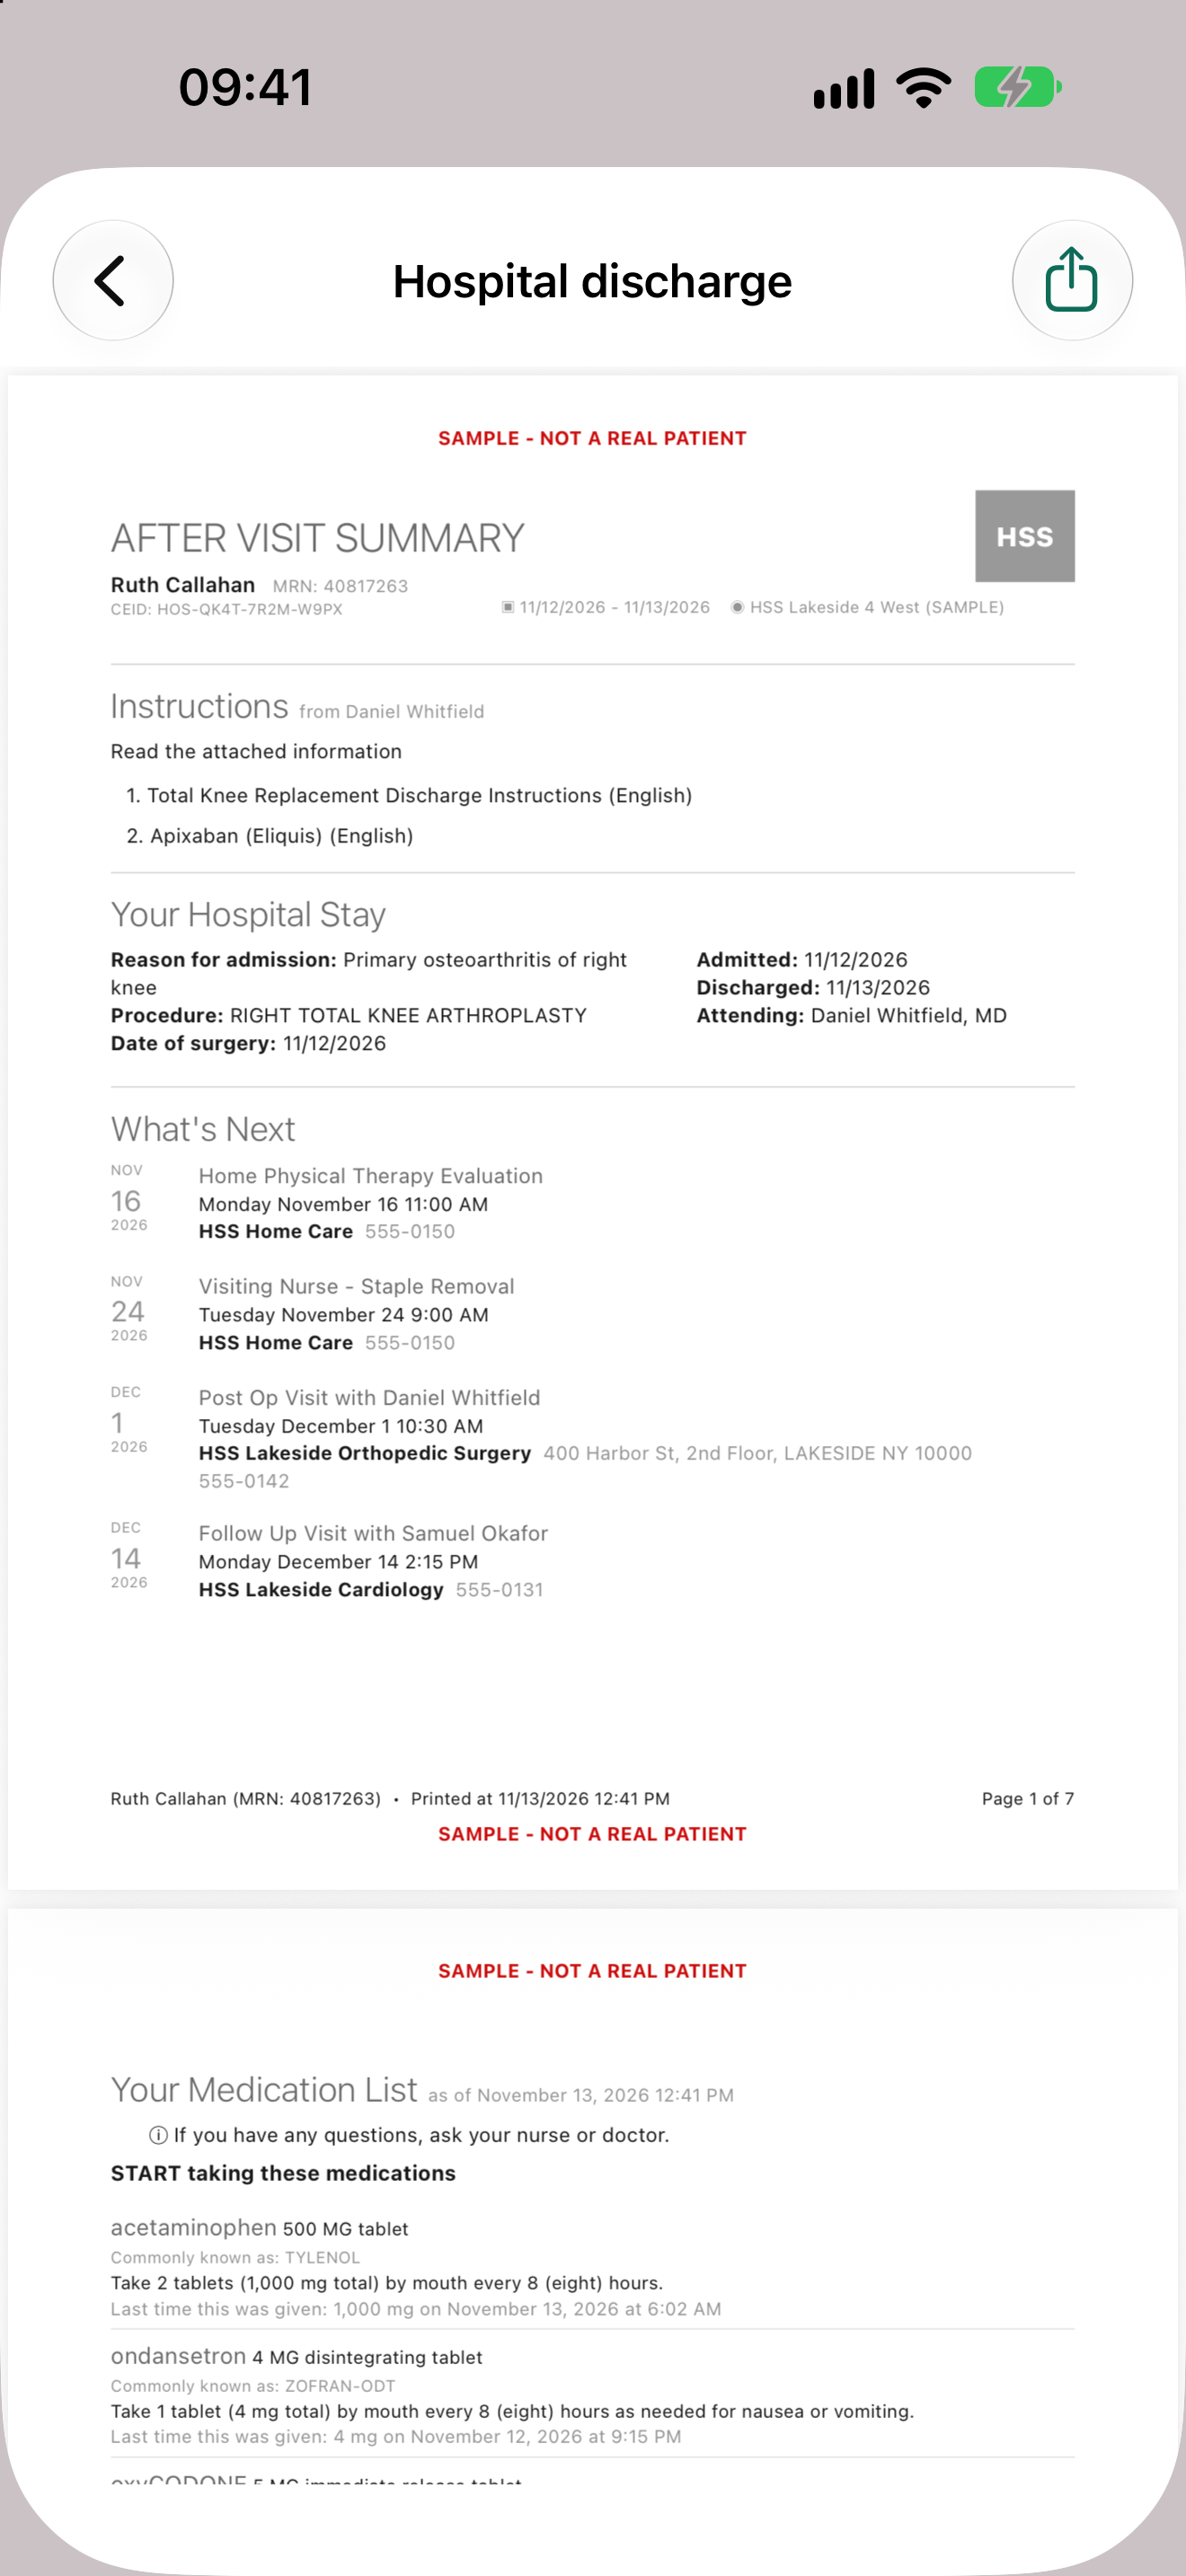 09:41
Hospital discharge
SAMPLE - NOT A REAL PATIENT
AFTER VISIT SUMMARY
HSS
Ruth Callahan MRN: 40817263
CEID: HOS-QK4T-7R2M-W9PX
11/12/2026 - 11/13/2026 HSS Lakeside 4 West (SAMPLE)
Instructions from Daniel Whitfield
Read the attached information
1. Total Knee Replacement Discharge Instructions (English)
2. Apixaban (Eliquis) (English)
Your Hospital Stay
Reason for admission: Primary osteoarthritis of right
knee
Procedure: RIGHT TOTAL KNEE ARTHROPLASTY
Date of surgery: 11/12/2026
Admitted: 11/12/2026
Discharged: 11/13/2026
Attending: Daniel Whitfield, MD
What's Next
NOV
16
2026
Home Physical Therapy Evaluation
Monday November 16 11:00 AM
HSS Home Care 555-0150
NOV
24
2026
Visiting Nurse - Staple Removal
Tuesday November 24 9:00 AM
HSS Home Care 555-0150
DEC
1
2026
Post Op Visit with Daniel Whitfield
Tuesday December 1 10:30 AM
HSS Lakeside Orthopedic Surgery 400 Harbor St, 2nd Floor, LAKESIDE NY 10000
555-0142
DEC
14
2026
Follow Up Visit with Samuel Okafor
Monday December 14 2:15 PM
HSS Lakeside Cardiology 555-0131
Ruth Callahan (MRN: 40817263) • Printed at 11/13/2026 12:41 PM
Page 1 of 7
SAMPLE - NOT A REAL PATIENT
SAMPLE - NOT A REAL PATIENT
Your Medication List as of November 13, 2026 12:41 PM
ⓘ If you have any questions, ask your nurse or doctor.
START taking these medications
acetaminophen 500 MG tablet
Commonly known as: TYLENOL
Take 2 tablets (1,000 mg total) by mouth every 8 (eight) hours.
Last time this was given: 1,000 mg on November 13, 2026 at 6:02 AM
ondansetron 4 MG disintegrating tablet
Commonly known as: ZOFRAN-ODT
Take 1 tablet (4 mg total) by mouth every 8 (eight) hours as needed for nausea or vomiting.
Last time this was given: 4 mg on November 12, 2026 at 9:15 PM
oxyCODONE 5 MG immediate release tablet